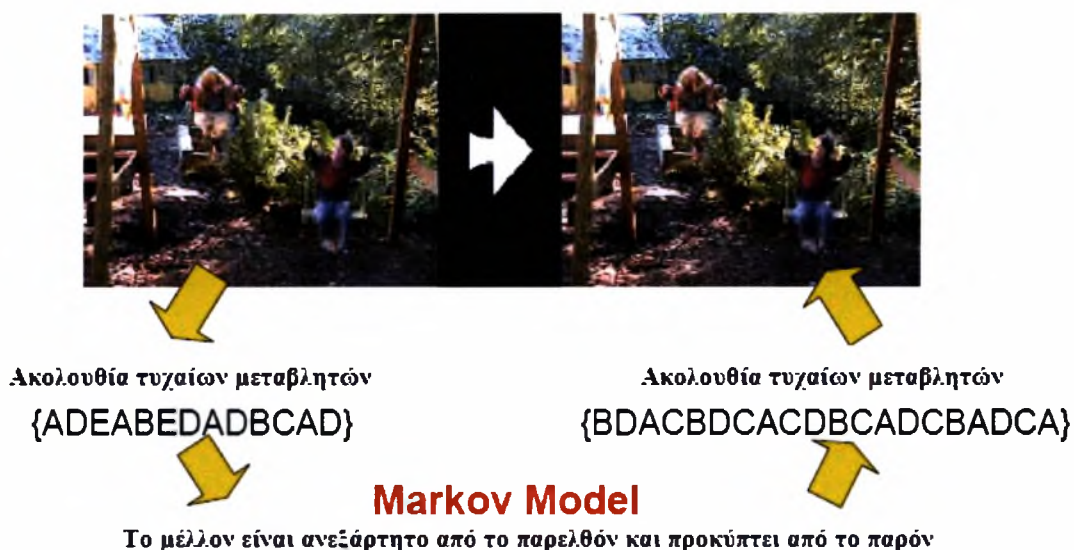 Ακολουθία τυχαίων μεταβλητών
{ADEABEDADBCAD}
Ακολουθία τυχαίων μεταβλητών
{BDACBDCACDBCADCBADCA}
Markov Model
Το μέλλον είναι ανεξάρτητο από το παρελθόν και προκύπτει από το παρόν